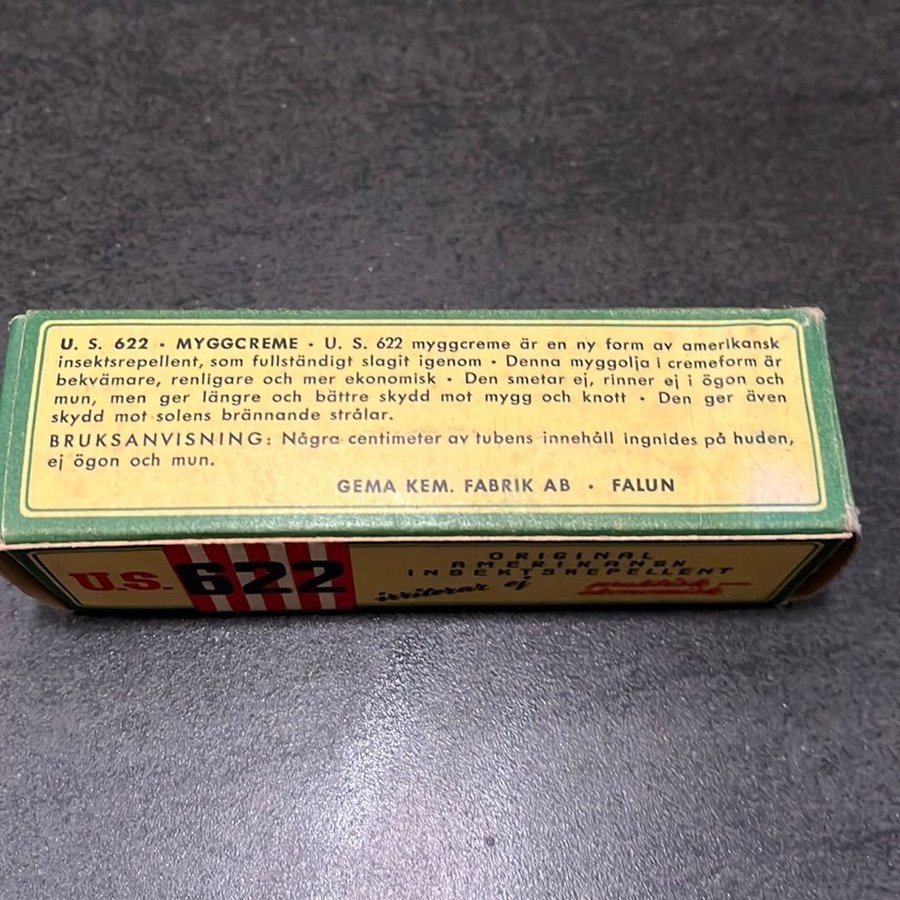 U. S. 622 · MYGGCREME · U. S. 622 myggcreme är en ny form av amerikansk
insektsrepellent, som fullständigt slagit igenom · Denna myggolja i cremeform är
bekvämare, renligare och mer ekonomisk · Den smetar ej, rinner ej i ögon och
mun, men ger längre och bättre skydd mot mygg och knott · Den ger även
skydd mot solens brännande strålar.
BRUKSANVISNING: Några centimeter av tubens innehåll ingnides på huden,
ej ögon och mun.
GEMA KEM. FABRIK AB · FALUN
U.S. 622
ORIGINAL
AMERIKANSK
INSEKTSREPELLENT
irriterar ej